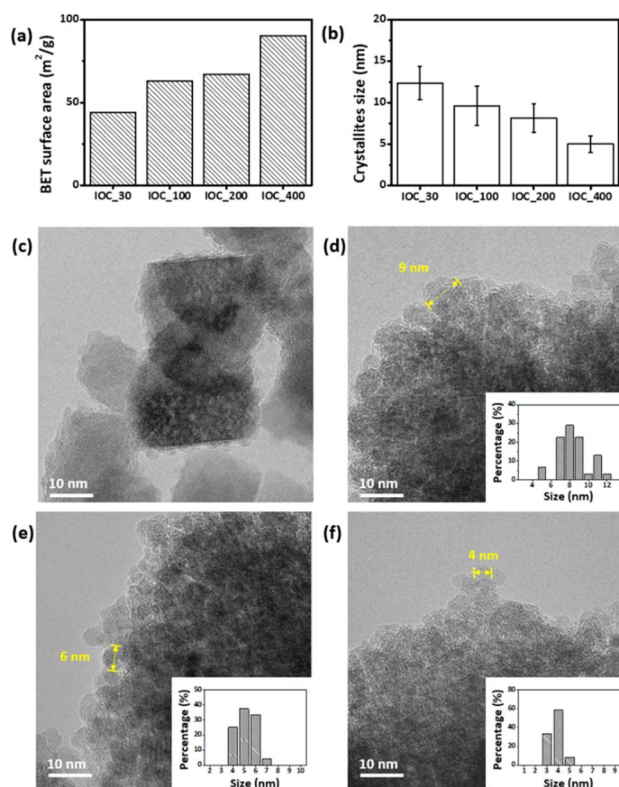 (a)
BET surface area (m²/g)
100
50
0
IOC_30 IOC_100 IOC_200 IOC_400
(b)
Crystallites size (nm)
20
15
10
5
0
IOC_30 IOC_100 IOC_200 IOC_400
(c)
10 nm
(d)
9 nm
10 nm
Percentage (%)
40
30
20
10
0
4 6 8 10 12
Size (nm)
(e)
6 nm
10 nm
Percentage (%)
50
40
30
20
10
0
2 3 4 5 6 7 8 9 10
Size (nm)
(f)
4 nm
10 nm
Percentage (%)
80
60
40
20
0
1 2 3 4 5 6 7 8 9
Size (nm)